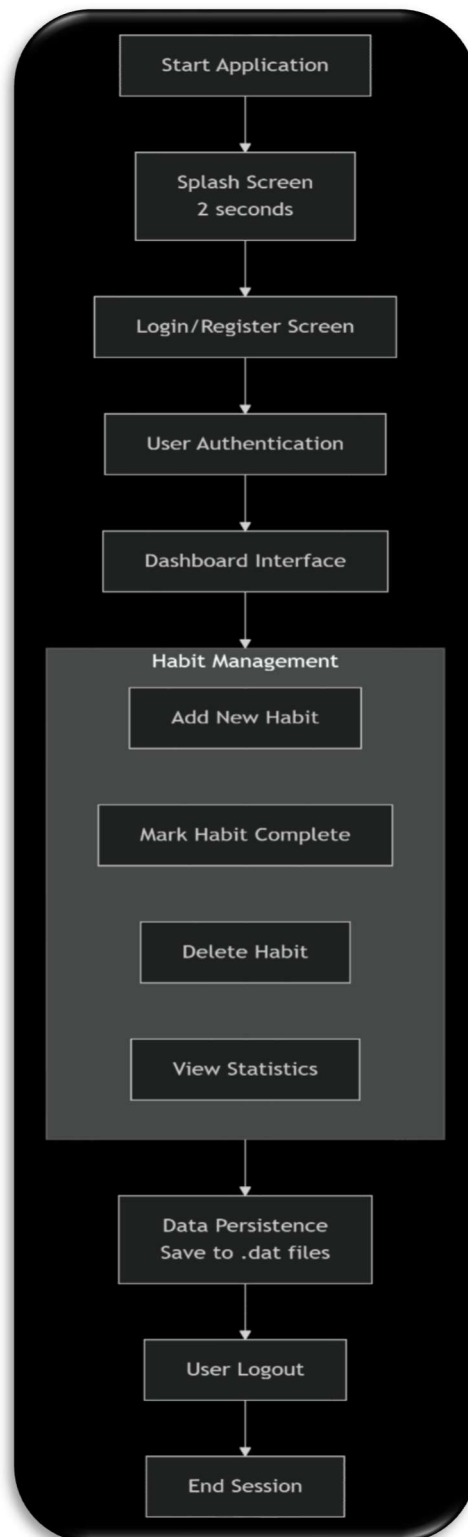 Start Application
Splash Screen
2 seconds
Login/Register Screen
User Authentication
Dashboard Interface
Habit Management
Add New Habit
Mark Habit Complete
Delete Habit
View Statistics
Data Persistence
Save to .dat files
User Logout
End Session